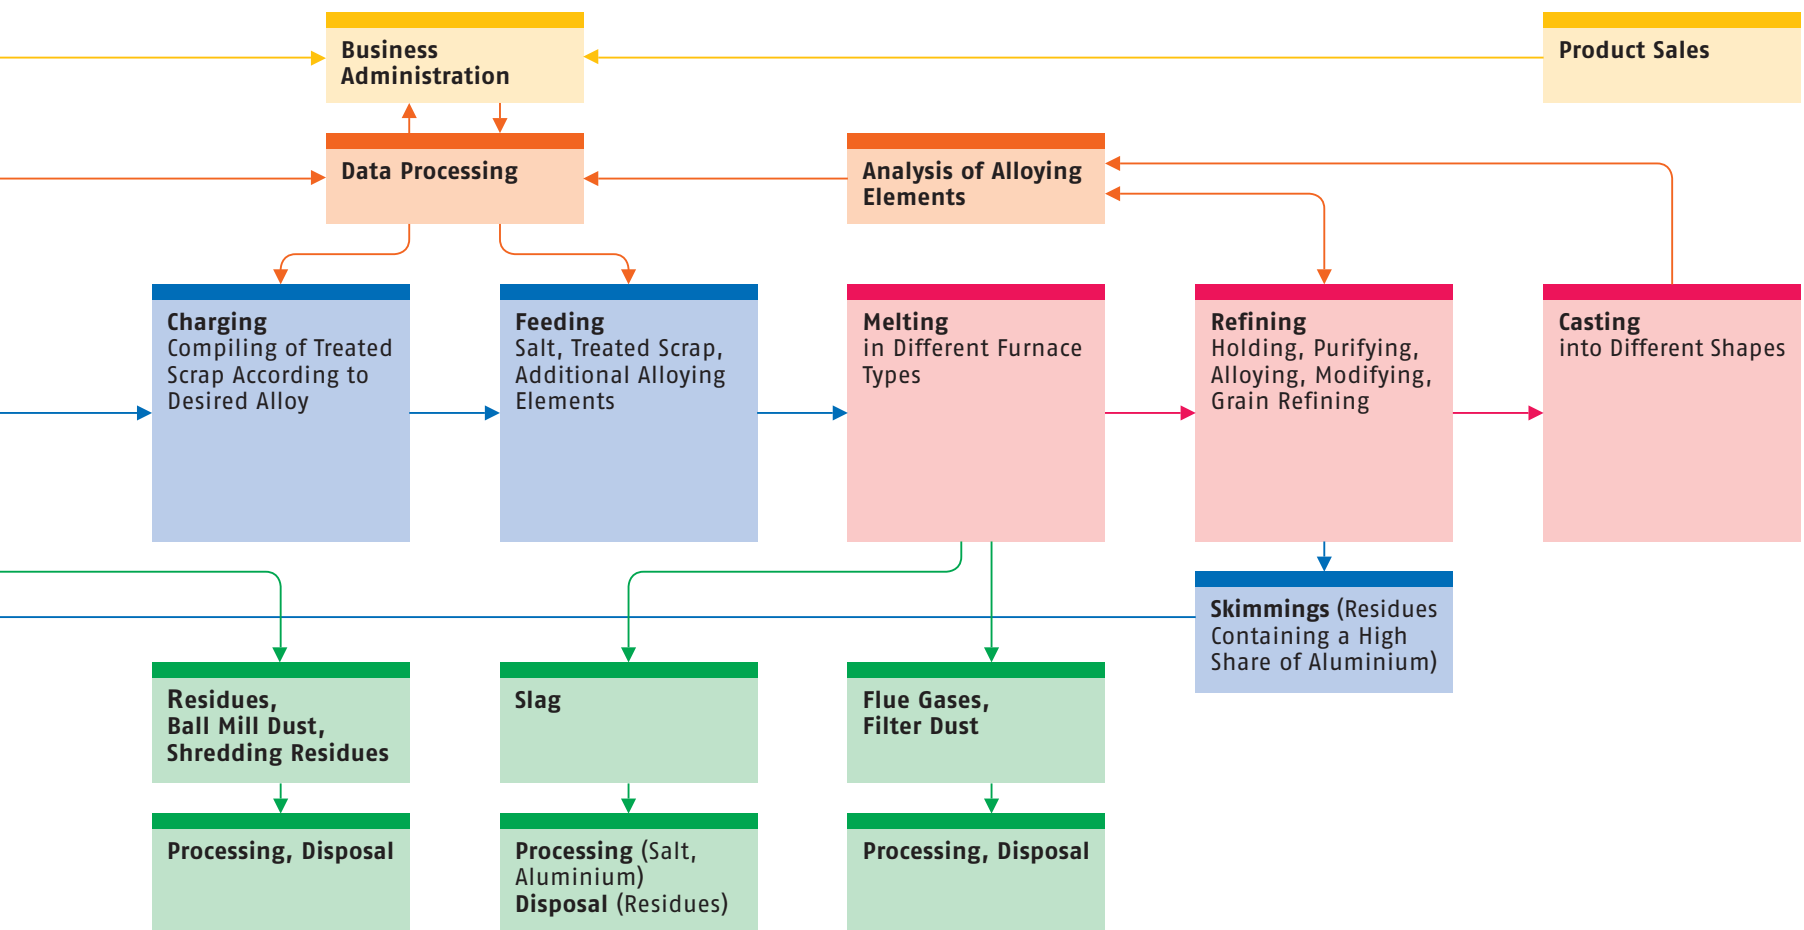 Business
Administration
Product Sales
Data Processing
Analysis of Alloying
Elements
Charging
Compiling of Treated
Scrap According to
Desired Alloy
Feeding
Salt, Treated Scrap,
Additional Alloying
Elements
Melting
in Different Furnace
Types
Refining
Holding, Purifying,
Alloying, Modifying,
Grain Refining
Casting
into Different Shapes
Skimmings (Residues
Containing a High
Share of Aluminium)
Residues,
Ball Mill Dust,
Shredding Residues
Slag
Flue Gases,
Filter Dust
Processing, Disposal
Processing (Salt,
Aluminium)
Disposal (Residues)
Processing, Disposal